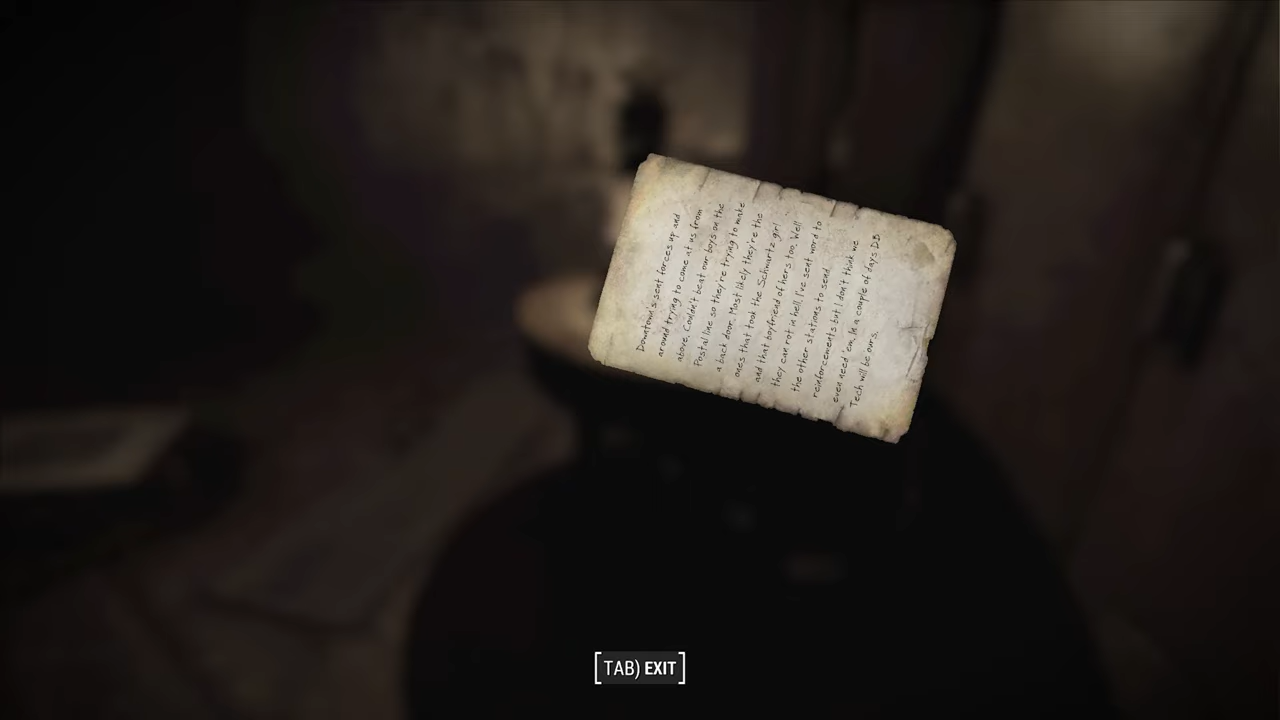 Downtown's sent forces up and
around trying to come at us from
above. Couldn't beat our boys on the
Postal line so they're trying to make
a back door. Most likely they're the
ones that took the Schwartz girl
and that boyfriend of hers too. Well
they can rot in hell. I've sent word to
the other stations to send
reinforcements but I don't think we
even need 'em. In a couple of days DB
Tech will be ours.
[TAB) EXIT]